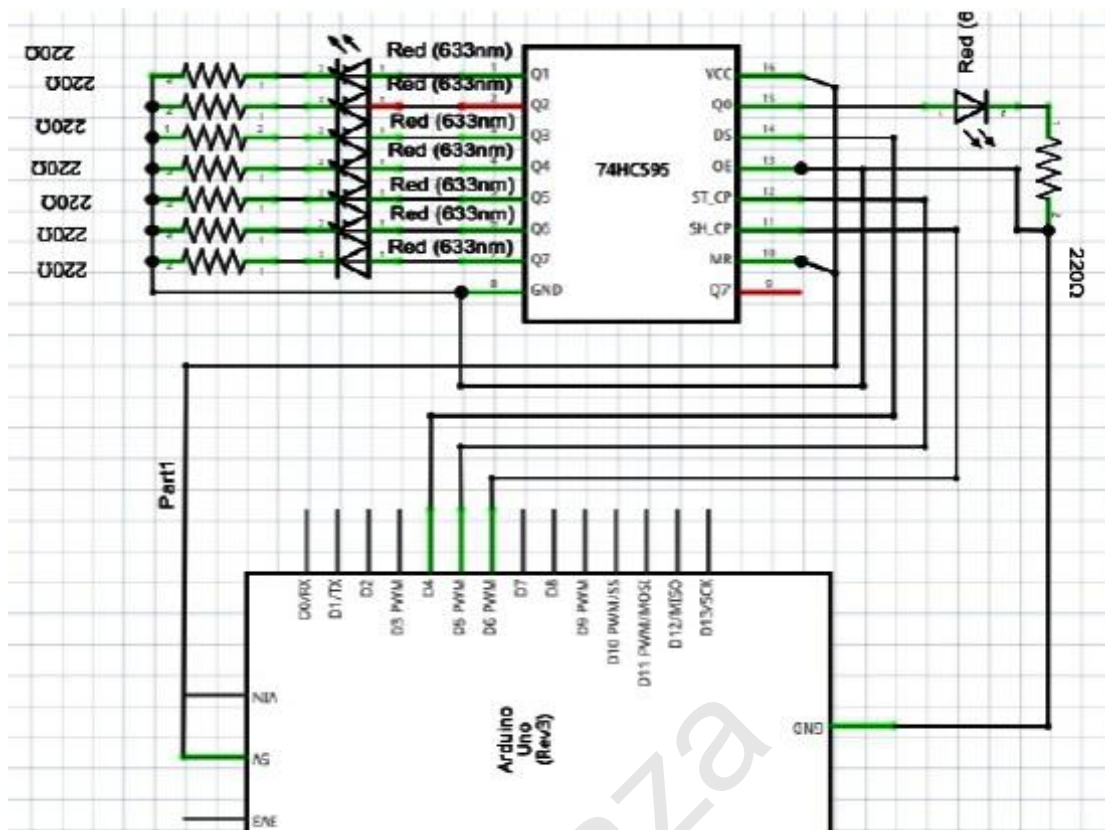 220Ω
220Ω
220Ω
220Ω
220Ω
220Ω
220Ω
Red (633nm)
Red (633nm)
Red (633nm)
Red (633nm)
Red (633nm)
Red (633nm)
Red (633nm)
Q1
Q2
Q3
Q4
Q5
Q6
Q7
GND
8
74HC595
VCC 16
Q0 15
DS 14
OE 13
ST_CP 12
SH_CP 11
MR 10
Q7' 9
Red (6
220Ω
Part1
D0/RX
D1/TX
D2
D3 PWM
D4
D5 PWM
D6 PWM
D7
D8
D9 PWM
D10 PWM/SS
D11 PWM/MOSI
D12/MISO
D13/SCK
VIN
5V
3V3
Arduino
Uno
(Rev3)
GND